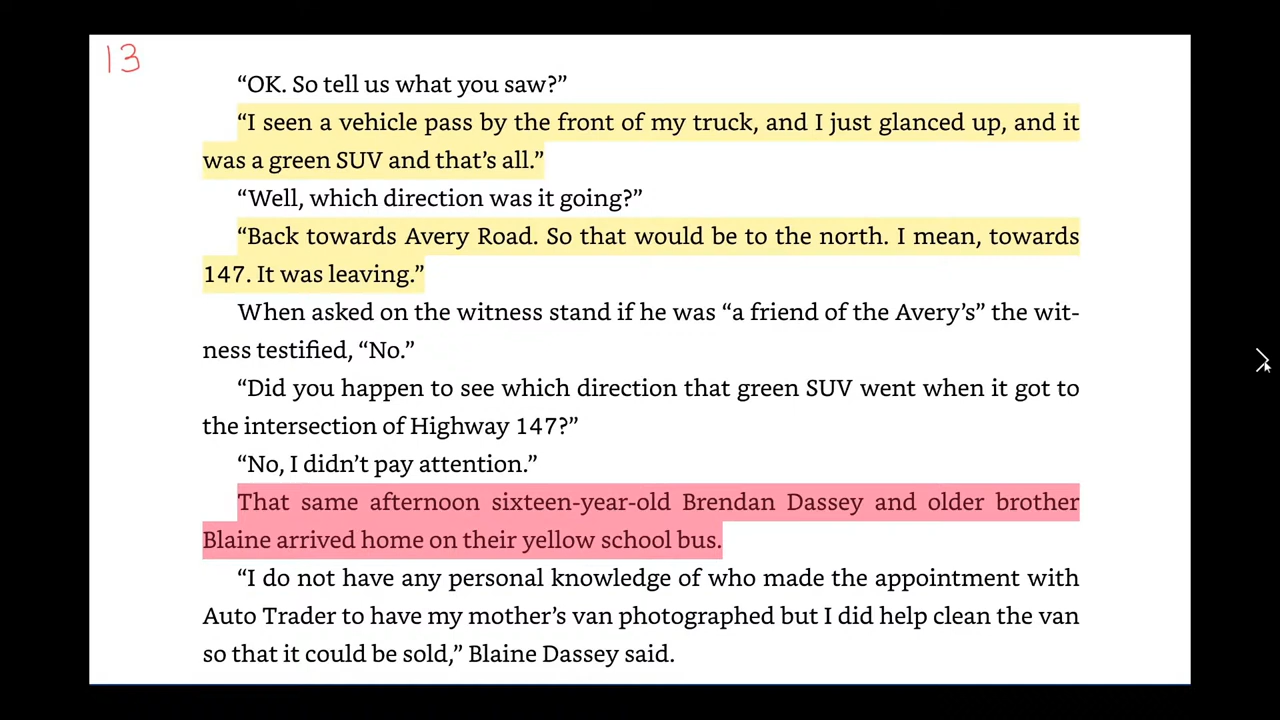 13
“OK. So tell us what you saw?”
“I seen a vehicle pass by the front of my truck, and I just glanced up, and it
was a green SUV and that’s all.”
“Well, which direction was it going?”
“Back towards Avery Road. So that would be to the north. I mean, towards
147. It was leaving.”
When asked on the witness stand if he was “a friend of the Avery’s” the wit-
ness testified, “No.”
“Did you happen to see which direction that green SUV went when it got to
the intersection of Highway 147?”
“No, I didn’t pay attention.”
That same afternoon sixteen-year-old Brendan Dassey and older brother
Blaine arrived home on their yellow school bus.
“I do not have any personal knowledge of who made the appointment with
Auto Trader to have my mother’s van photographed but I did help clean the van
so that it could be sold,” Blaine Dassey said.